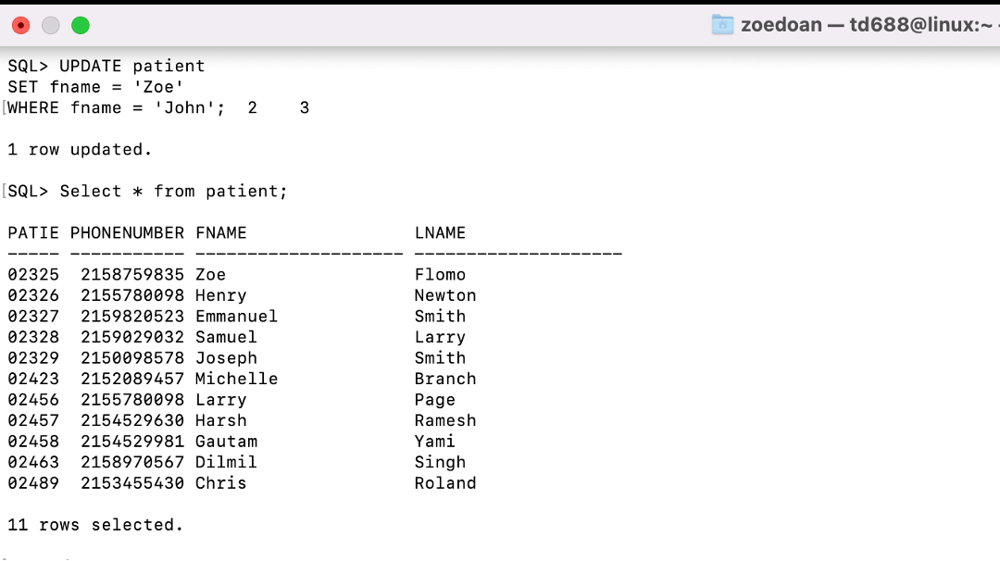 zoedoan — td688@linux:~
SQL> UPDATE patient
SET fname = 'Zoe'
[WHERE fname = 'John';  2    3
1 row updated.
[SQL> Select * from patient;
PATIE PHONENUMBER FNAME                LNAME
----- ----------- -------------------- --------------------
02325  2158759835 Zoe                  Flomo
02326  2155780098 Henry                Newton
02327  2159820523 Emmanuel             Smith
02328  2159029032 Samuel               Larry
02329  2150098578 Joseph               Smith
02423  2152089457 Michelle             Branch
02456  2155780098 Larry                Page
02457  2154529630 Harsh                Ramesh
02458  2154529981 Gautam               Yami
02463  2158970567 Dilmil               Singh
02489  2153455430 Chris                Roland
11 rows selected.